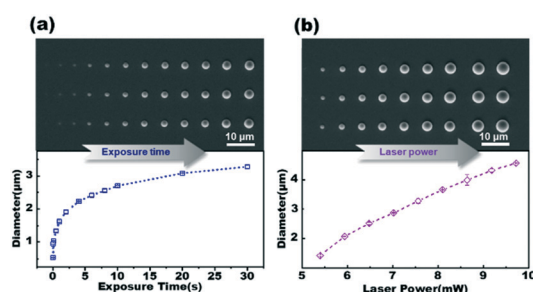 (a)
10 μm
Exposure time
3
2
1
Diameter(μm)
0
5
10
15
20
25
30
Exposure Time(s)
(b)
10 μm
Laser power
4
2
Diameter(μm)
5
6
7
8
9
10
Laser Power(mW)